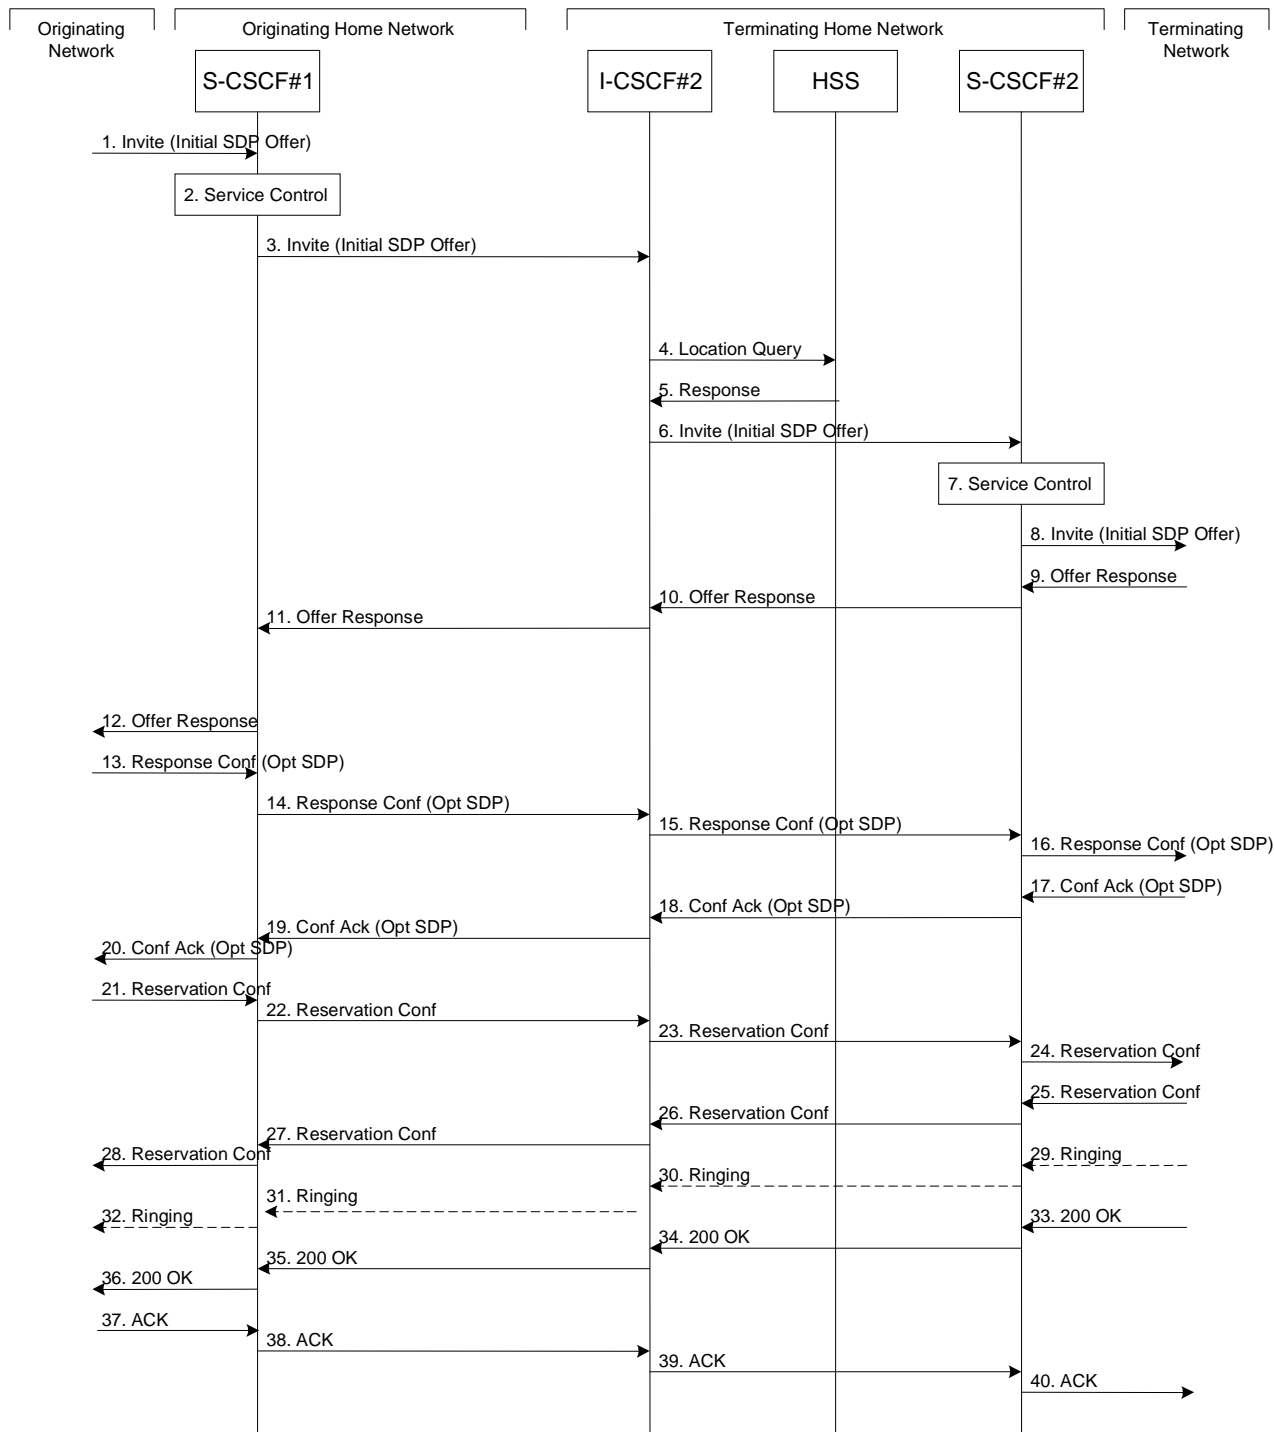 Originating
Network
Originating Home Network
Terminating Home Network
Terminating
Network
S-CSCF#1
I-CSCF#2
HSS
S-CSCF#2
1. Invite (Initial SDP Offer)
2. Service Control
3. Invite (Initial SDP Offer)
4. Location Query
5. Response
6. Invite (Initial SDP Offer)
7. Service Control
8. Invite (Initial SDP Offer)
9. Offer Response
10. Offer Response
11. Offer Response
12. Offer Response
13. Response Conf (Opt SDP)
14. Response Conf (Opt SDP)
15. Response Conf (Opt SDP)
16. Response Conf (Opt SDP)
17. Conf Ack (Opt SDP)
18. Conf Ack (Opt SDP)
19. Conf Ack (Opt SDP)
20. Conf Ack (Opt SDP)
21. Reservation Conf
22. Reservation Conf
23. Reservation Conf
24. Reservation Conf
25. Reservation Conf
26. Reservation Conf
27. Reservation Conf
28. Reservation Conf
29. Ringing
30. Ringing
31. Ringing
32. Ringing
33. 200 OK
34. 200 OK
35. 200 OK
36. 200 OK
37. ACK
38. ACK
39. ACK
40. ACK